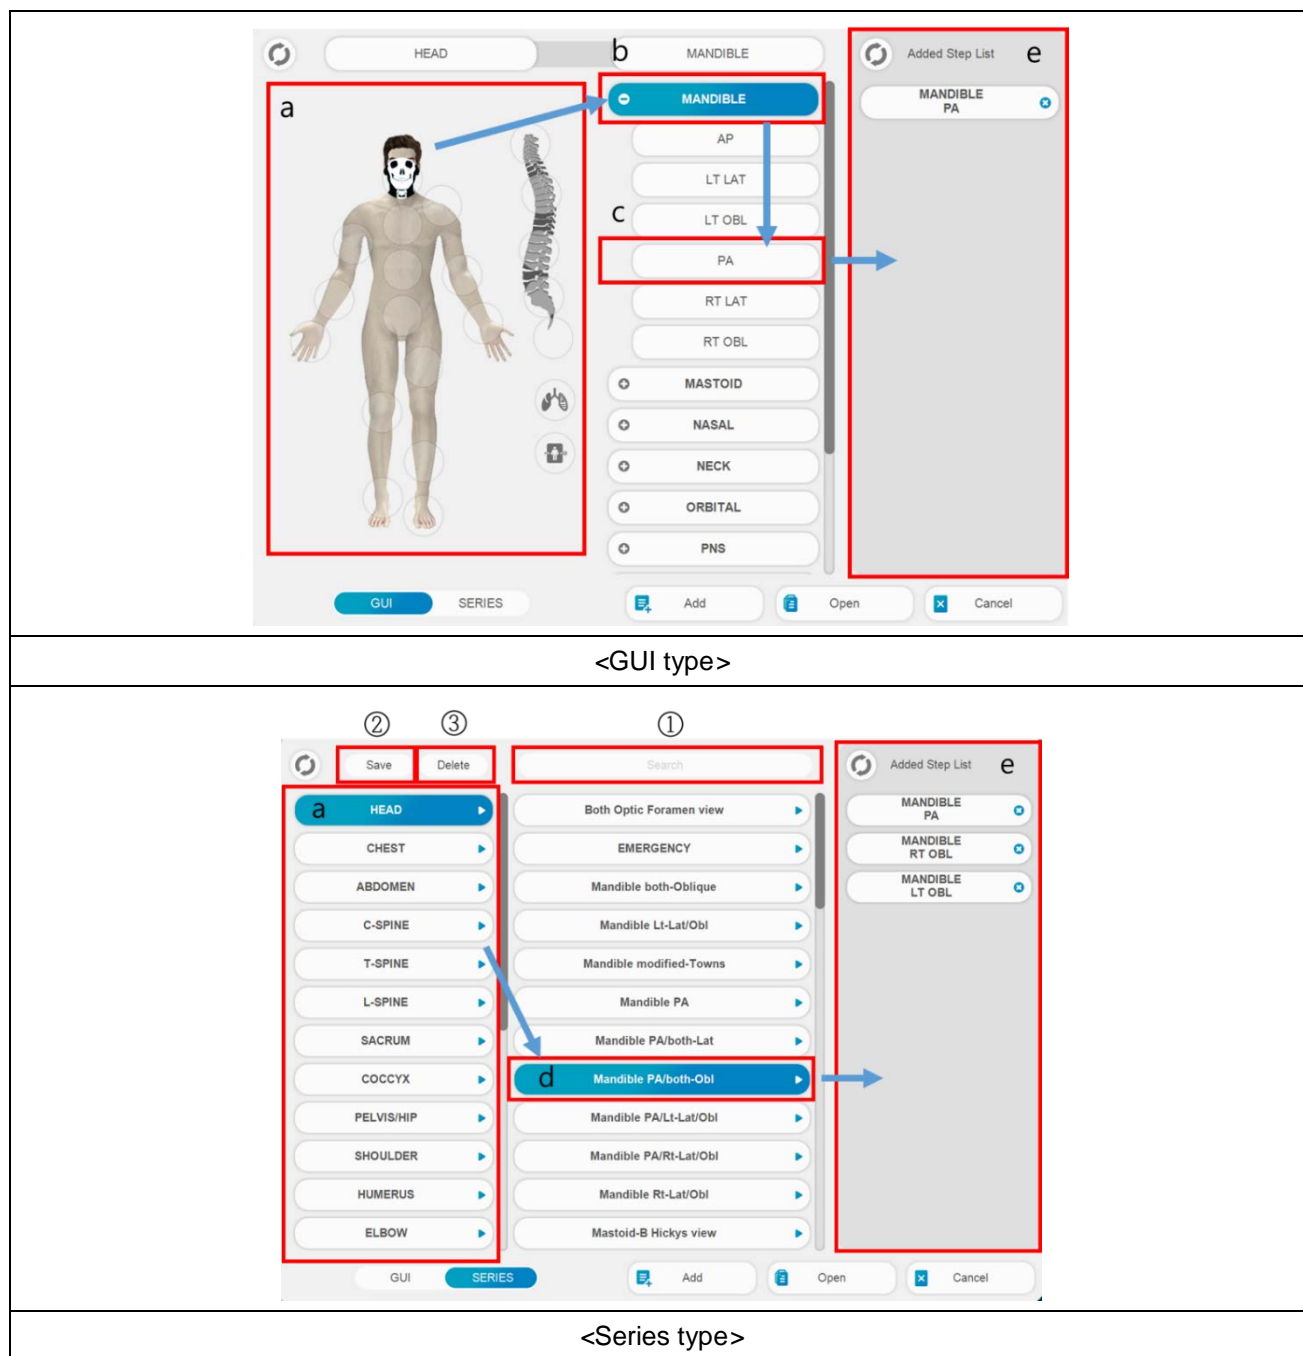 HEAD
b
MANDIBLE
Added Step List
e
a
MANDIBLE
MANDIBLE
PA
AP
LT LAT
c
LT OBL
PA
RT LAT
RT OBL
MASTOID
NASAL
NECK
ORBITAL
PNS
GUI
SERIES
Add
Open
Cancel
<GUI type>
②
③
①
Save
Delete
Search
Added Step List
e
a
HEAD
CHEST
ABDOMEN
C-SPINE
T-SPINE
L-SPINE
SACRUM
COCCYX
PELVIS/HIP
SHOULDER
HUMERUS
ELBOW
Both Optic Foramen view
EMERGENCY
Mandible both-Oblique
Mandible Lt-Lat/Obl
Mandible modified-Towns
Mandible PA
Mandible PA/both-Lat
d
Mandible PA/both-Obl
Mandible PA/Lt-Lat/Obl
Mandible PA/Rt-Lat/Obl
Mandible Rt-Lat/Obl
Mastoid-B Hickys view
MANDIBLE
PA
MANDIBLE
RT OBL
MANDIBLE
LT OBL
GUI
SERIES
Add
Open
Cancel
<Series type>